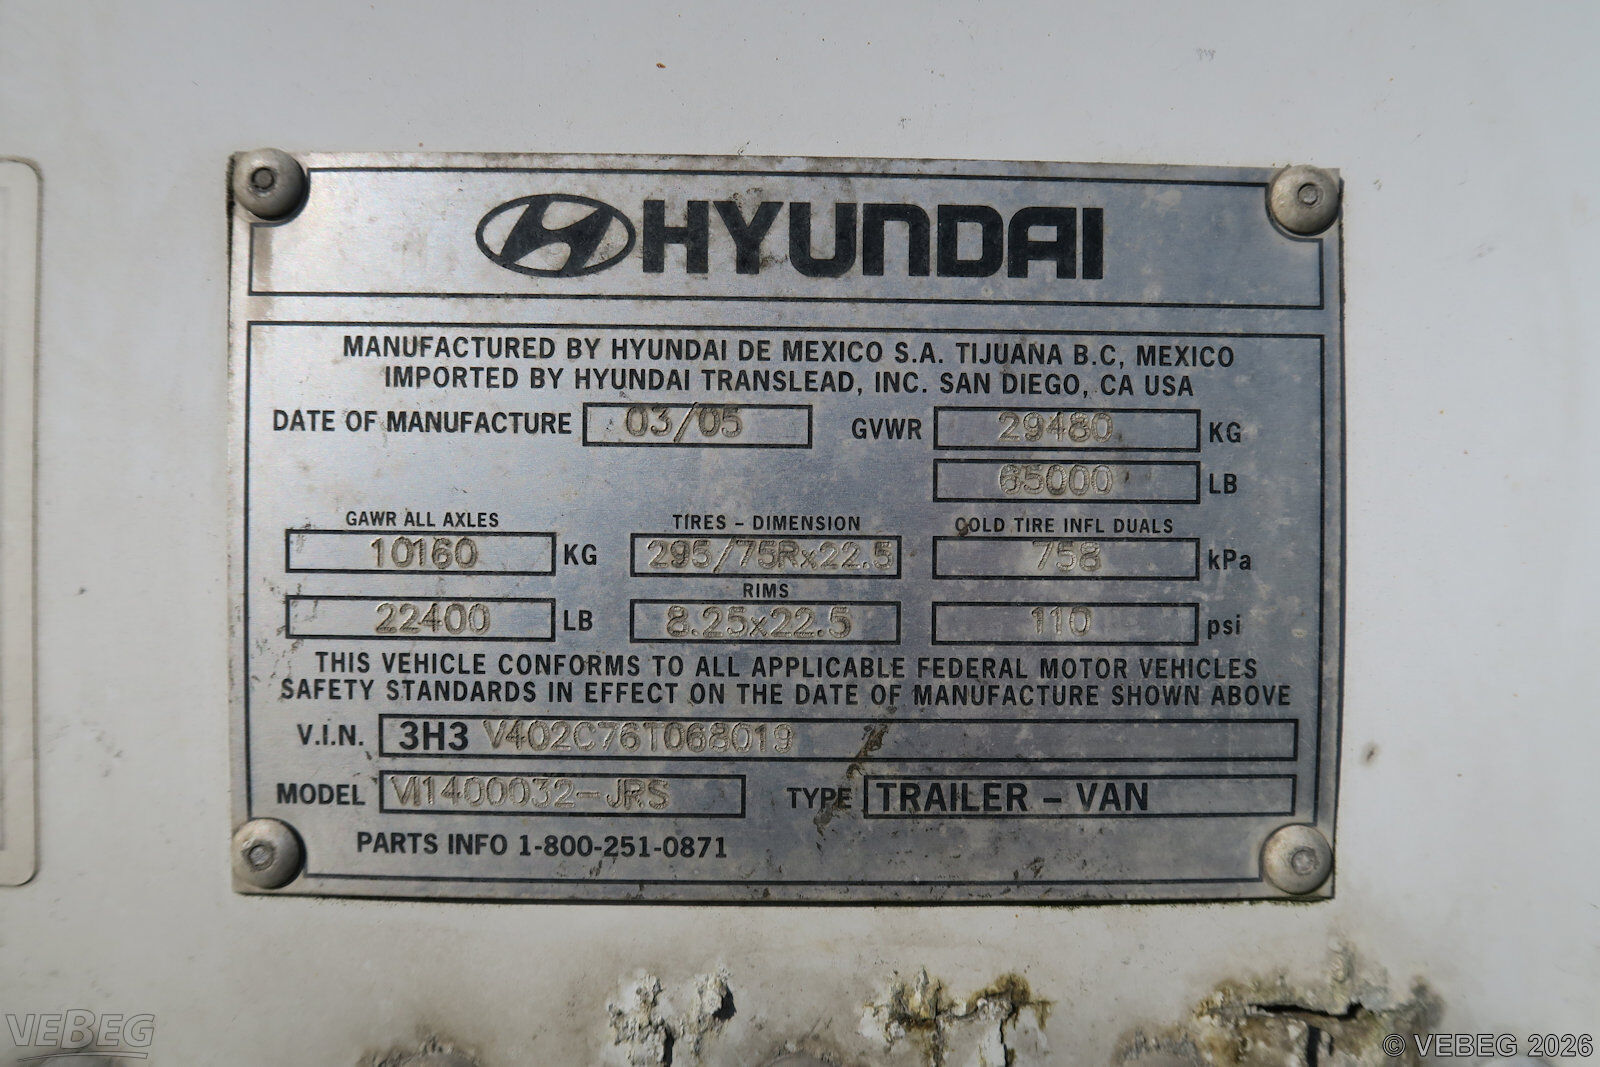 HYUNDAI
MANUFACTURED BY HYUNDAI DE MEXICO S.A. TIJUANA B.C, MEXICO
IMPORTED BY HYUNDAI TRANSLEAD, INC. SAN DIEGO, CA USA
DATE OF MANUFACTURE 03/05 GVWR 29480 KG
65000 LB
GAWR ALL AXLES TIRES - DIMENSION COLD TIRE INFL DUALS
10160 KG 295/75Rx22.5 758 kPa
RIMS
22400 LB 8.25x22.5 110 psi
THIS VEHICLE CONFORMS TO ALL APPLICABLE FEDERAL MOTOR VEHICLES
SAFETY STANDARDS IN EFFECT ON THE DATE OF MANUFACTURE SHOWN ABOVE
V.I.N. 3H3 V402C76T068019
MODEL VI1400032-JRS TYPE TRAILER - VAN
PARTS INFO 1-800-251-0871
VEBEG
© VEBEG 2026